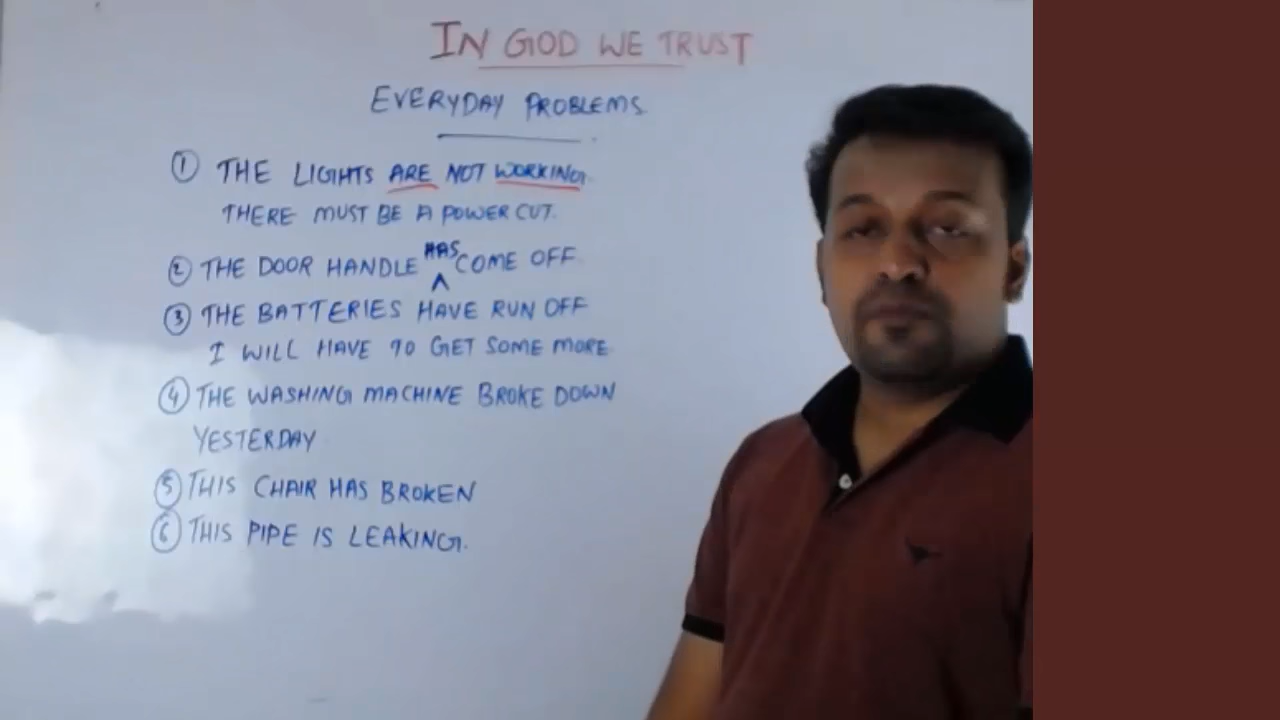 IN GOD WE TRUST
EVERYDAY PROBLEMS
① THE LIGHTS ARE NOT WORKING.
THERE MUST BE A POWER CUT.
② THE DOOR HANDLE HAS COME OFF
③ THE BATTERIES HAVE RUN OFF
I WILL HAVE TO GET SOME MORE
④ THE WASHING MACHINE BROKE DOWN
YESTERDAY
⑤ THIS CHAIR HAS BROKEN
⑥ THIS PIPE IS LEAKING.